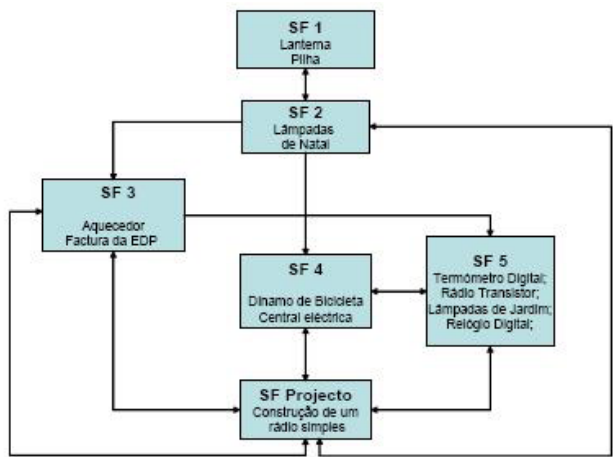 SF 1
Lanterna
Pilha
SF 2
Lâmpadas
de Natal
SF 3
Aquecedor
Factura da EDP
SF 4
Dínamo de Bicicleta
Central eléctrica
SF 5
Termómetro Digital;
Rádio Transistor;
Lâmpadas de Jardim;
Relógio Digital;
SF Projecto
Construção de um
rádio simples